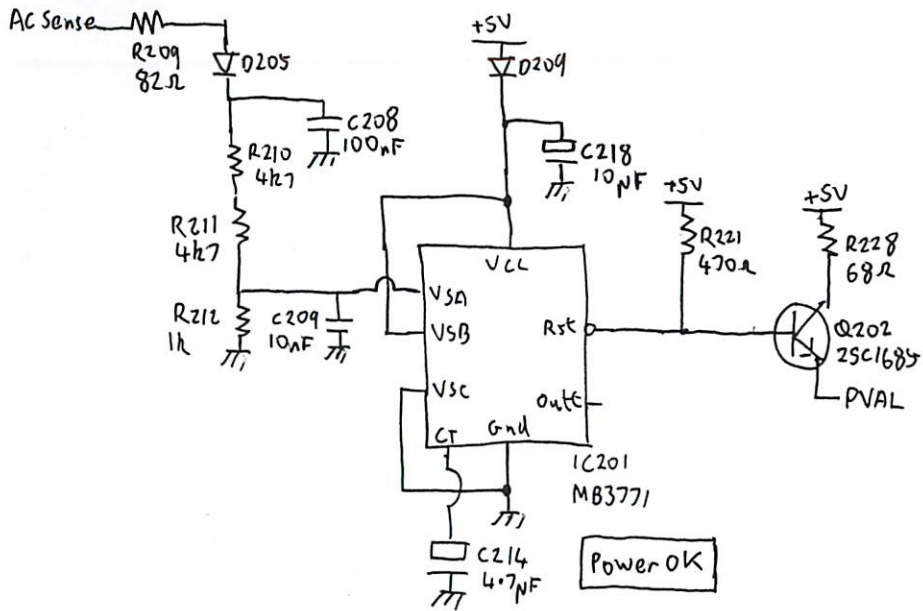 AC Sense
R209
82Ω
D205
C208
100nF
R210
4k7
R211
4k7
R212
1k
C209
10nF
+5V
D209
C218
10µF
VCC
VSA
VSB
VSC
CT
Gnd
Rst
Outc
IC201
MB3771
C214
4.7µF
+5V
R221
470Ω
+5V
R228
68Ω
Q202
2SC1685
PVAL
Power OK